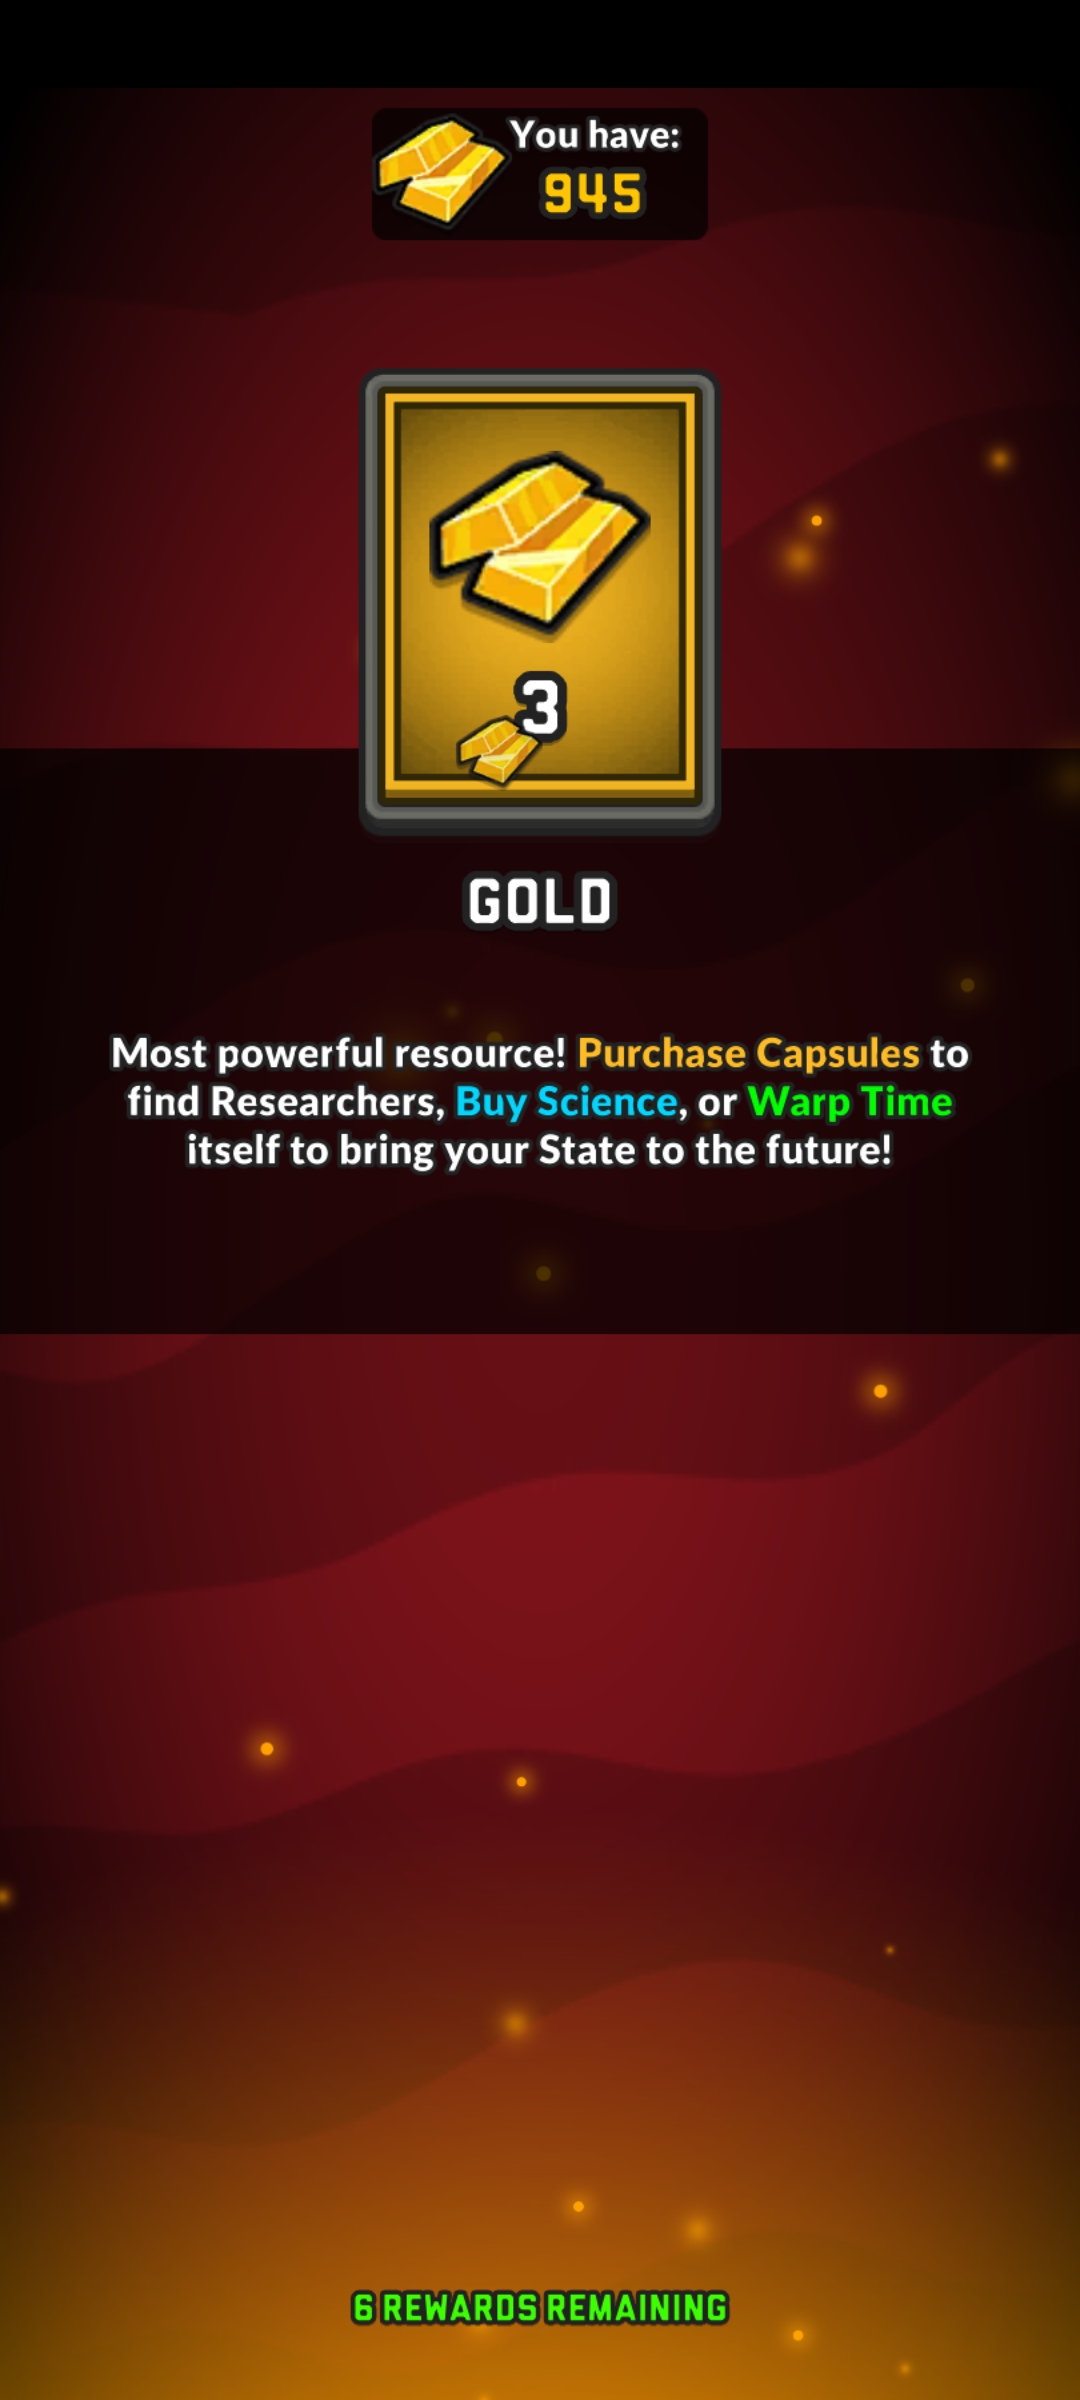 You have:
945
3
GOLD
Most powerful resource! Purchase Capsules to
find Researchers, Buy Science, or Warp Time
itself to bring your State to the future!
6 REWARDS REMAINING